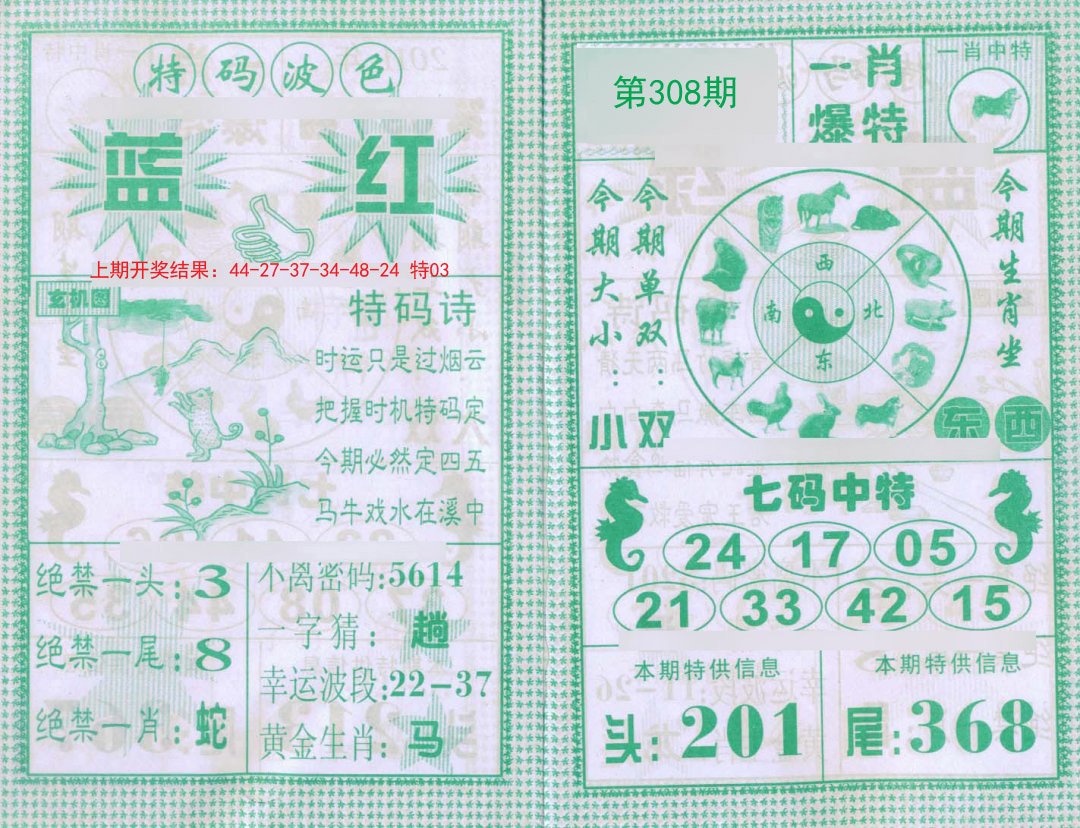 特码波色
蓝 红
上期开奖结果：44-27-37-34-48-24 特03
玄机图
特码诗
时运只是过烟云
把握时机特码定
今期必然定四五
马牛戏水在溪中
绝禁一头:3
绝禁一尾:8
绝禁一肖:蛇
不离密码:5614
一字猜：趟
幸运波段:22-37
黄金生肖：马
第308期
一肖
爆特
一肖中特
今期大小：小
今期单双：双
西
南 北
东
今期生肖坐
东 西
七码中特
24 17 05
21 33 42 15
本期特供信息
头:201
本期特供信息
尾:368